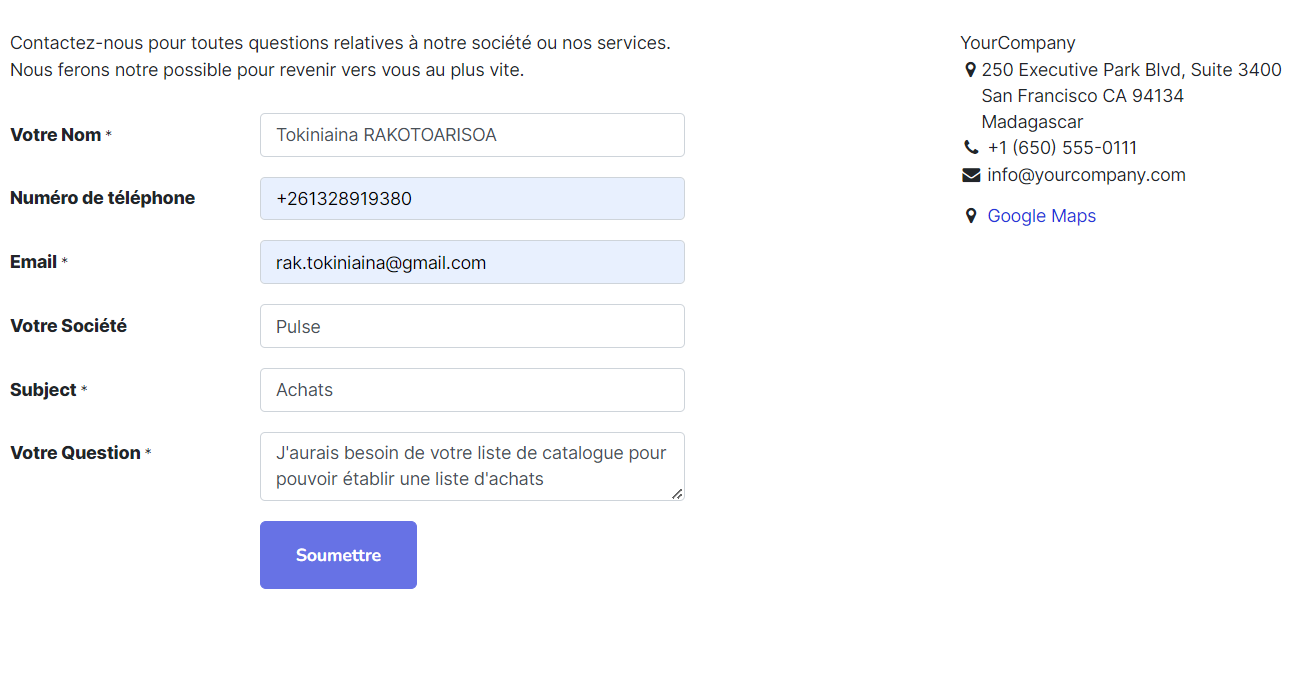 Contactez-nous pour toutes questions relatives à notre société ou nos services.
Nous ferons notre possible pour revenir vers vous au plus vite.
Votre Nom * Tokiniaina RAKOTOARISOA
Numéro de téléphone +261328919380
Email * rak.tokiniaina@gmail.com
Votre Société Pulse
Subject * Achats
Votre Question * J'aurais besoin de votre liste de catalogue pour
pouvoir établir une liste d'achats
Soumettre
YourCompany
250 Executive Park Blvd, Suite 3400
San Francisco CA 94134
Madagascar
+1 (650) 555-0111
info@yourcompany.com
Google Maps